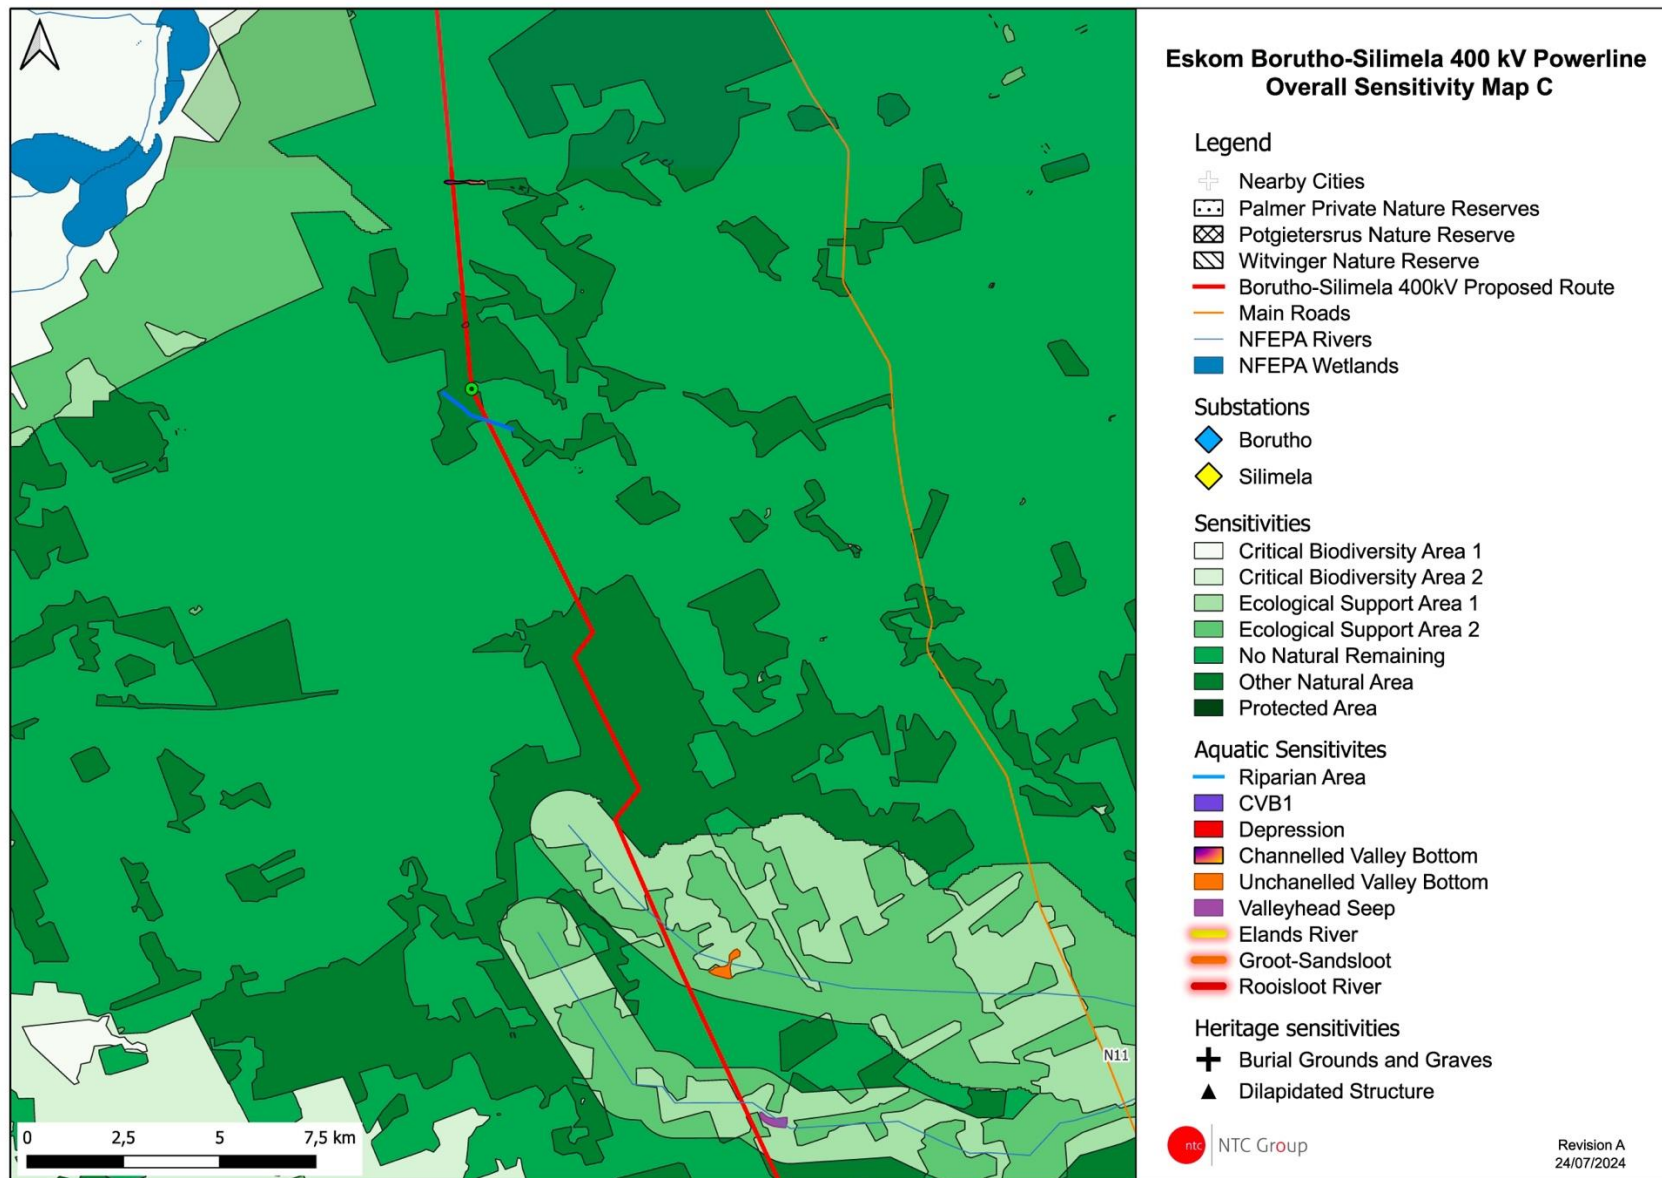 Eskom Borutho-Silimela 400 kV Powerline
Overall Sensitivity Map C
Legend
Nearby Cities
Palmer Private Nature Reserves
Potgietersrus Nature Reserve
Witvinger Nature Reserve
Borutho-Silimela 400kV Proposed Route
Main Roads
NFEPA Rivers
NFEPA Wetlands
Substations
Borutho
Silimela
Sensitivities
Critical Biodiversity Area 1
Critical Biodiversity Area 2
Ecological Support Area 1
Ecological Support Area 2
No Natural Remaining
Other Natural Area
Protected Area
Aquatic Sensitivites
Riparian Area
CVB1
Depression
Channelled Valley Bottom
Unchanelled Valley Bottom
Valleyhead Seep
Elands River
Groot-Sandsloot
Rooisloot River
Heritage sensitivities
Burial Grounds and Graves
Dilapidated Structure
N11
0 2,5 5 7,5 km
ntc NTC Group
Revision A
24/07/2024